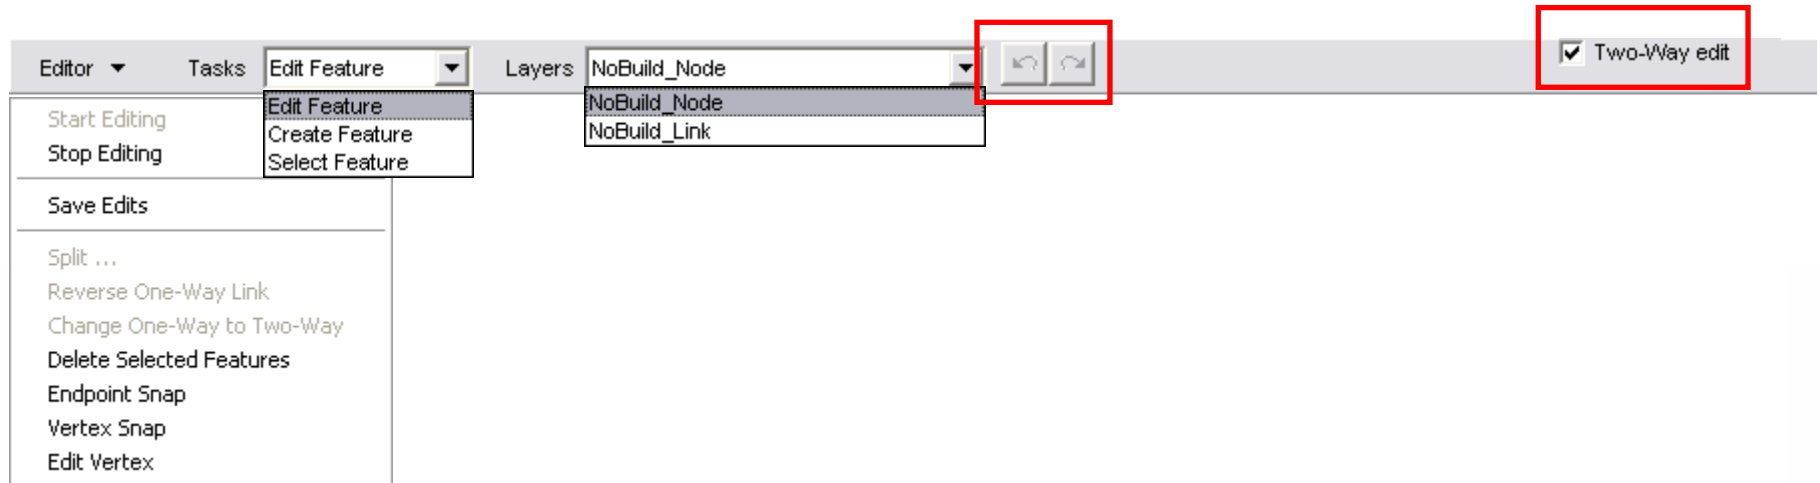 Editor Tasks Edit Feature Layers NoBuild_Node Two-Way edit
Edit Feature
Create Feature
Select Feature
NoBuild_Node
NoBuild_Link
Start Editing
Stop Editing
Save Edits
Split ...
Reverse One-Way Link
Change One-Way to Two-Way
Delete Selected Features
Endpoint Snap
Vertex Snap
Edit Vertex